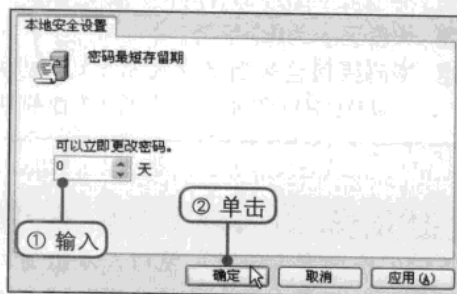 本地安全设置
密码最短存留期
可以立即更改密码。
0 天
① 输入
② 单击
确定 取消 应用(A)